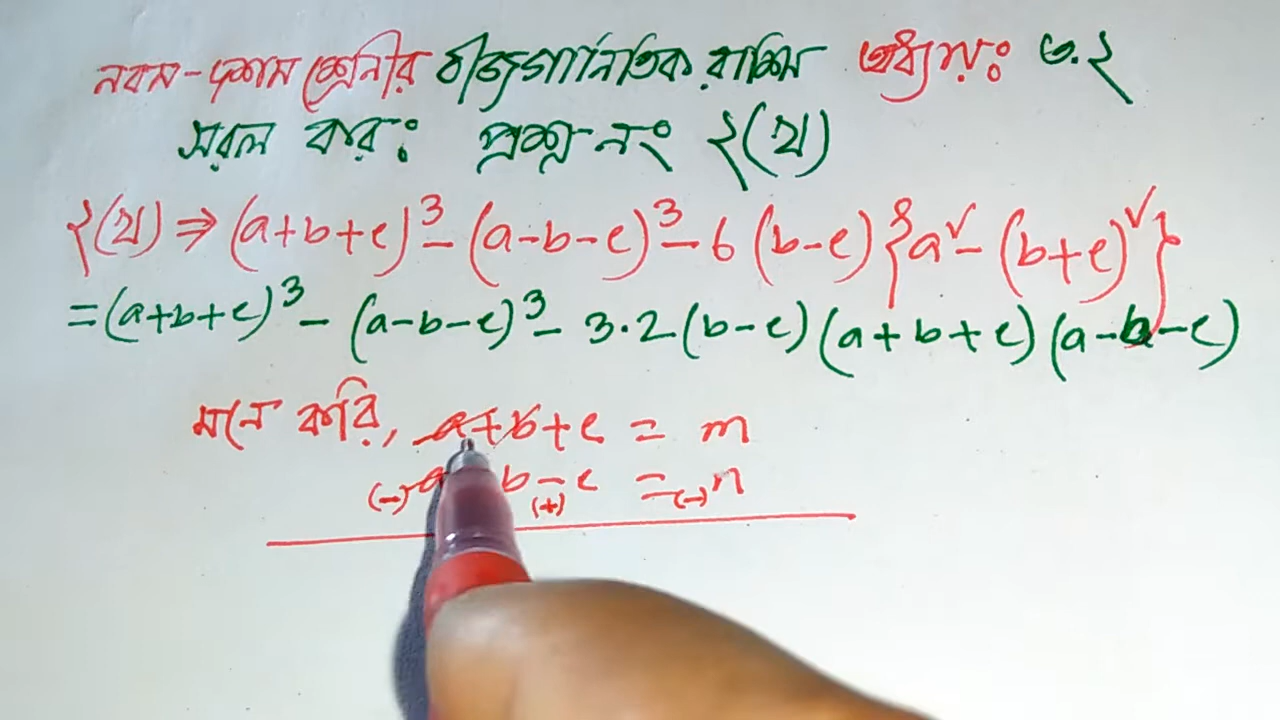 নবম-দশম শ্রেনীর বীজগানিতিক রাশি অধ্যায়ঃ ৩.২
সরল করঃ প্রশ্ন নং ২(খ)
২(খ) ⇒ (a+b+c)³-(a-b-c)³-6(b-c){a²-(b+c)²}
=(a+b+c)³-(a-b-c)³-3·2(b-c)(a+b+c)(a-b-c)
মনে করি, a+b+c = m
(-)a b-c = (-)n
(+)